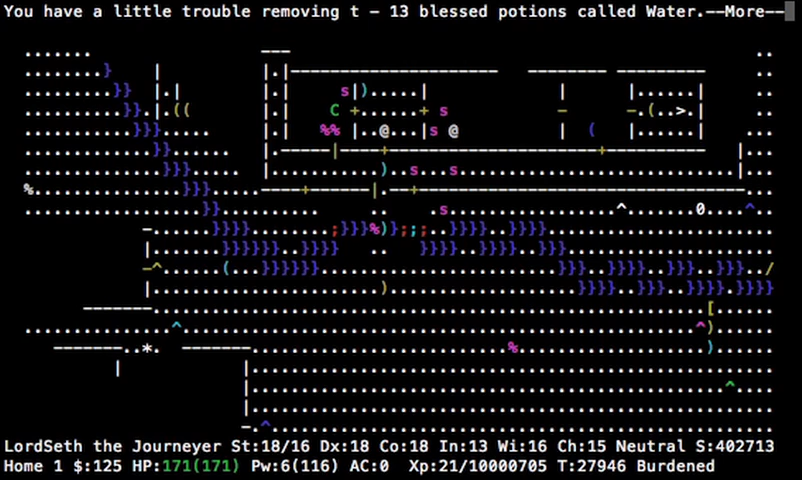 You have a little trouble removing t - 13 blessed potions called Water.--More--
LordSeth the Journeyer St:18/16 Dx:18 Co:18 In:13 Wi:16 Ch:15 Neutral S:402713
Home 1 $:125 HP:171(171) Pw:6(116) AC:0 Xp:21/10000705 T:27946 Burdened